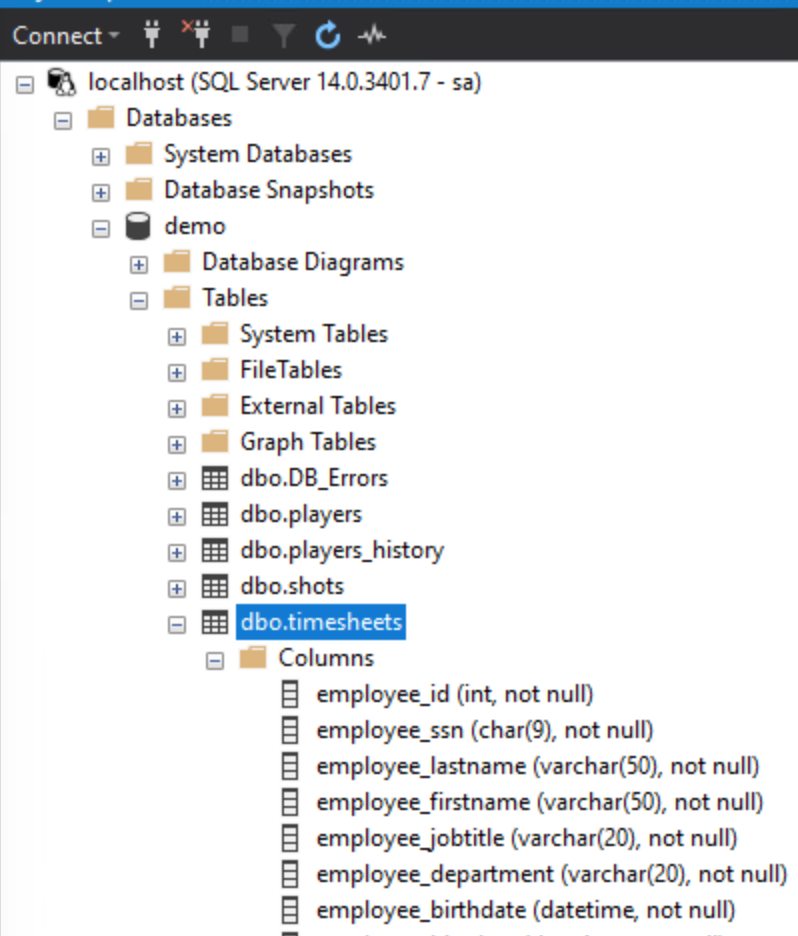 Connect
localhost (SQL Server 14.0.3401.7 - sa)
Databases
System Databases
Database Snapshots
demo
Database Diagrams
Tables
System Tables
FileTables
External Tables
Graph Tables
dbo.DB_Errors
dbo.players
dbo.players_history
dbo.shots
dbo.timesheets
Columns
employee_id (int, not null)
employee_ssn (char(9), not null)
employee_lastname (varchar(50), not null)
employee_firstname (varchar(50), not null)
employee_jobtitle (varchar(20), not null)
employee_department (varchar(20), not null)
employee_birthdate (datetime, not null)